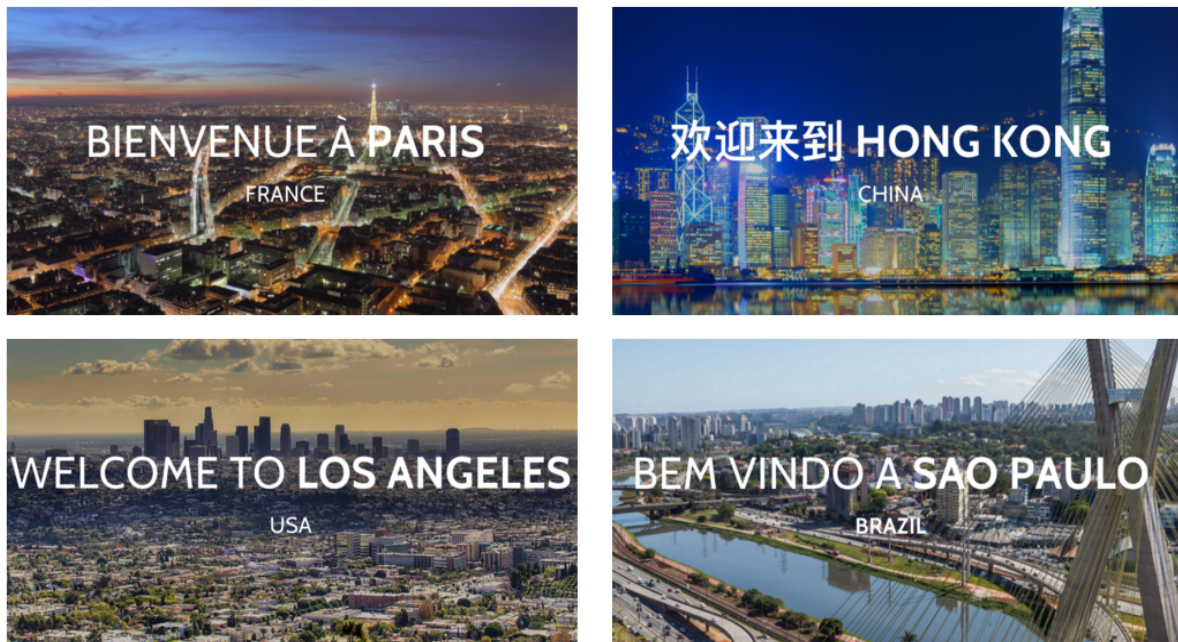 BIENVENUE À PARIS
FRANCE
欢迎来到 HONG KONG
CHINA
WELCOME TO LOS ANGELES
USA
BEM VINDO A SAO PAULO
BRAZIL